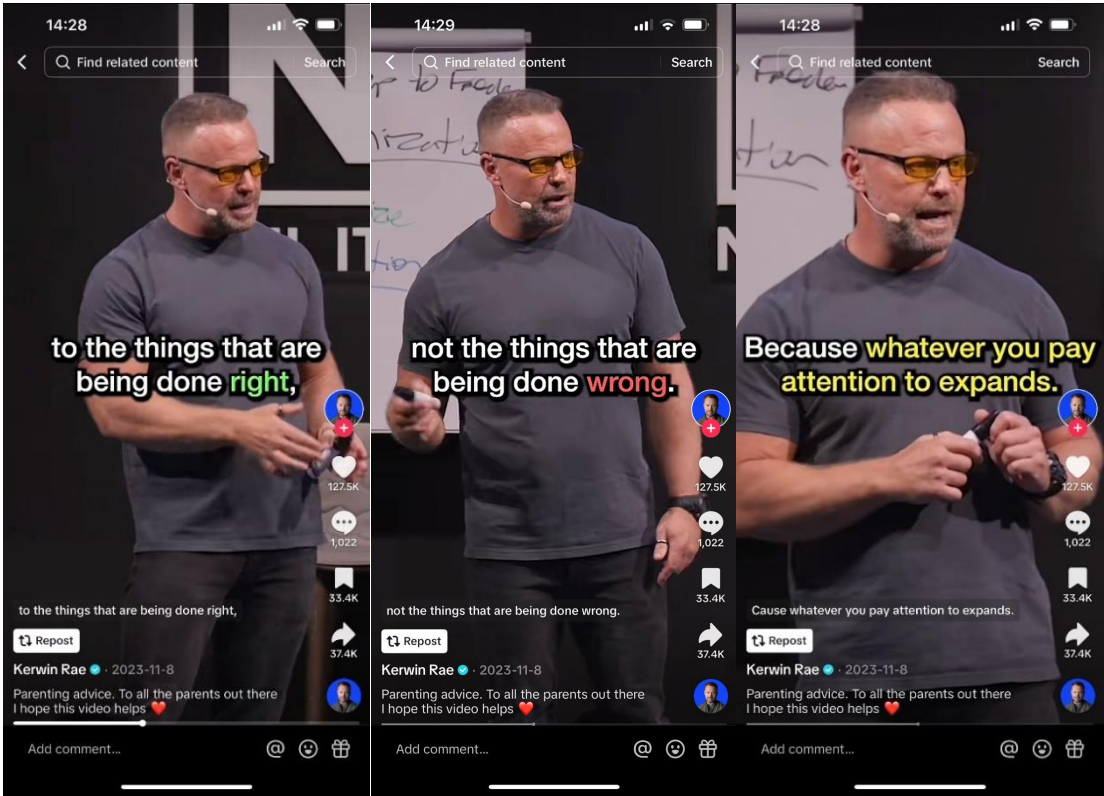 14:28
Find related content
Search
to the things that are
being done right,
127.5K
1,022
33.4K
37.4K
to the things that are being done right,
Repost
Kerwin Rae · 2023-11-8
Parenting advice. To all the parents out there
I hope this video helps ❤️
Add comment...
14:29
Find related content
Search
to
not the things that are
being done wrong.
127.5K
1,022
33.4K
37.4K
not the things that are being done wrong.
Repost
Kerwin Rae · 2023-11-8
Parenting advice. To all the parents out there
I hope this video helps ❤️
Add comment...
14:28
Find related content
Search
Because whatever you pay
attention to expands.
127.5K
1,022
33.4K
37.4K
Cause whatever you pay attention to expands.
Repost
Kerwin Rae · 2023-11-8
Parenting advice. To all the parents out there
I hope this video helps ❤️
Add comment...